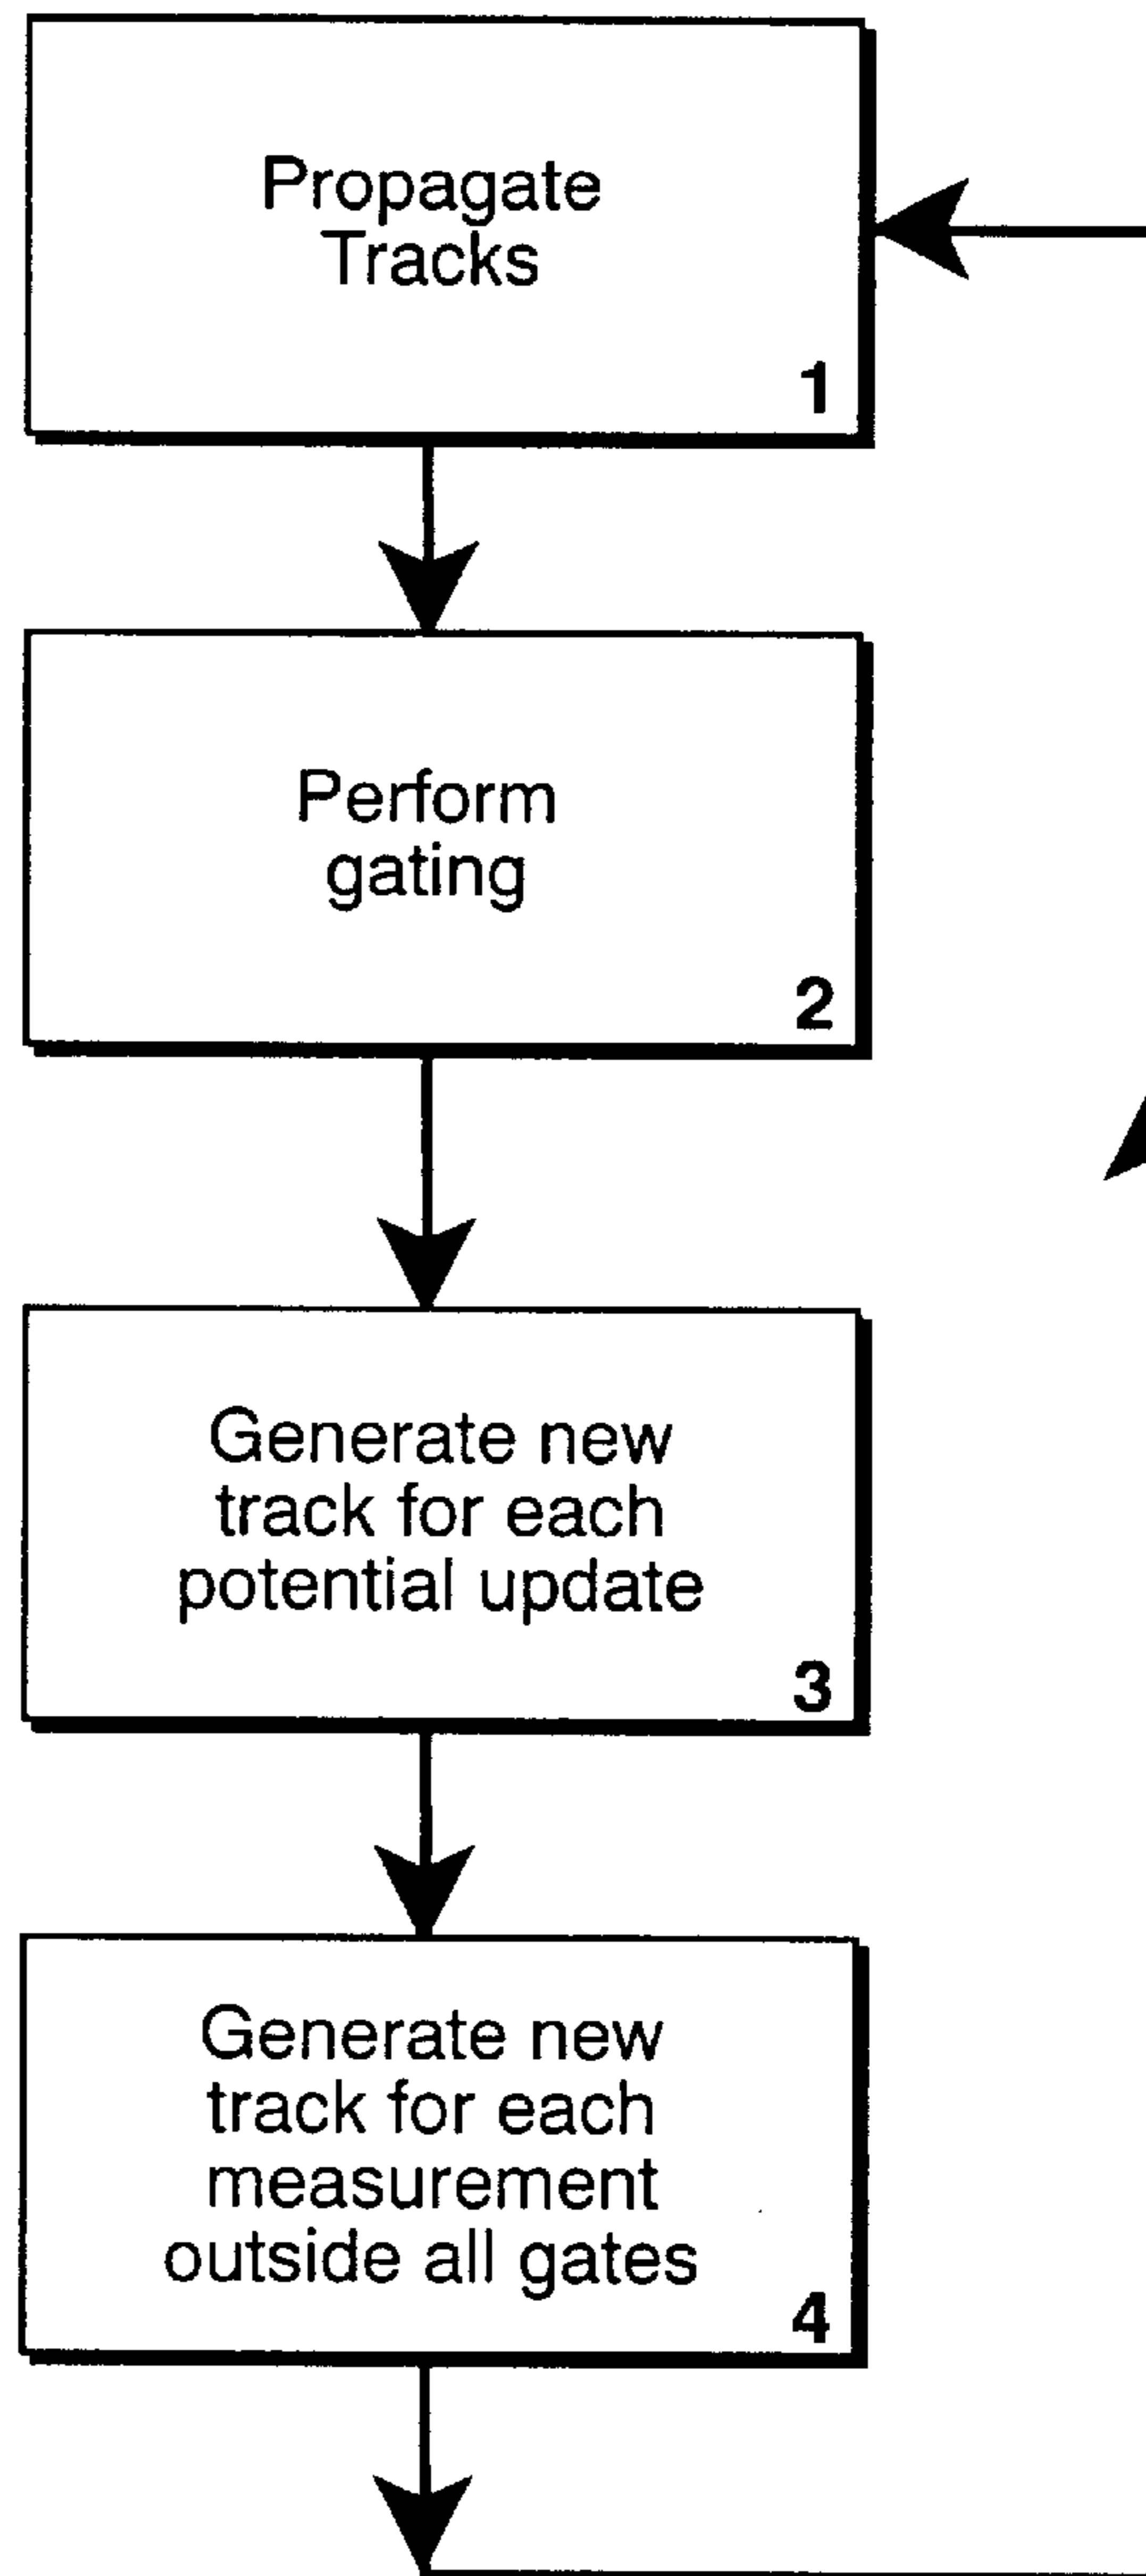 Propagate
Tracks
1
Perform
gating
2
Generate new
track for each
potential update
3
Generate new
track for each
measurement
outside all gates
4